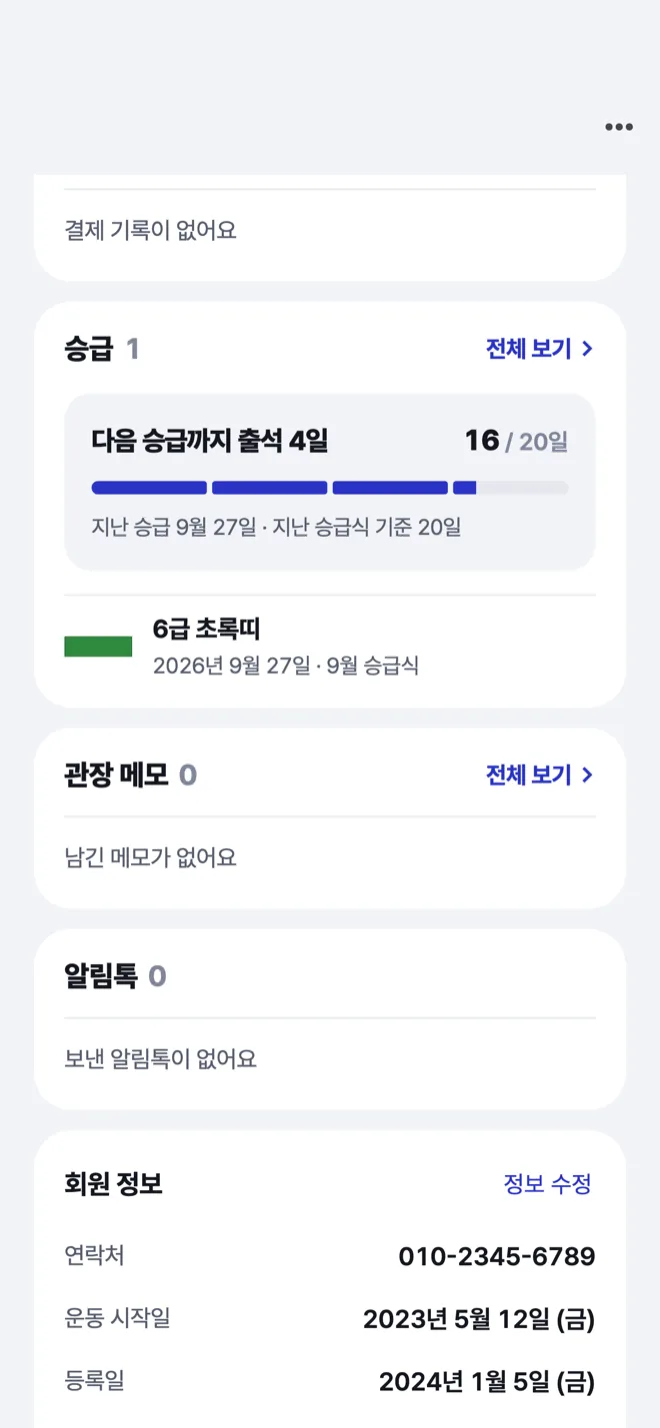 결제 기록이 없어요
승급 1
전체 보기
다음 승급까지 출석 4일
16 / 20일
지난 승급 9월 27일 · 지난 승급식 기준 20일
6급 초록띠
2026년 9월 27일 · 9월 승급식
관장 메모 0
전체 보기
남긴 메모가 없어요
알림톡 0
보낸 알림톡이 없어요
회원 정보
정보 수정
연락처
010-2345-6789
운동 시작일
2023년 5월 12일 (금)
등록일
2024년 1월 5일 (금)